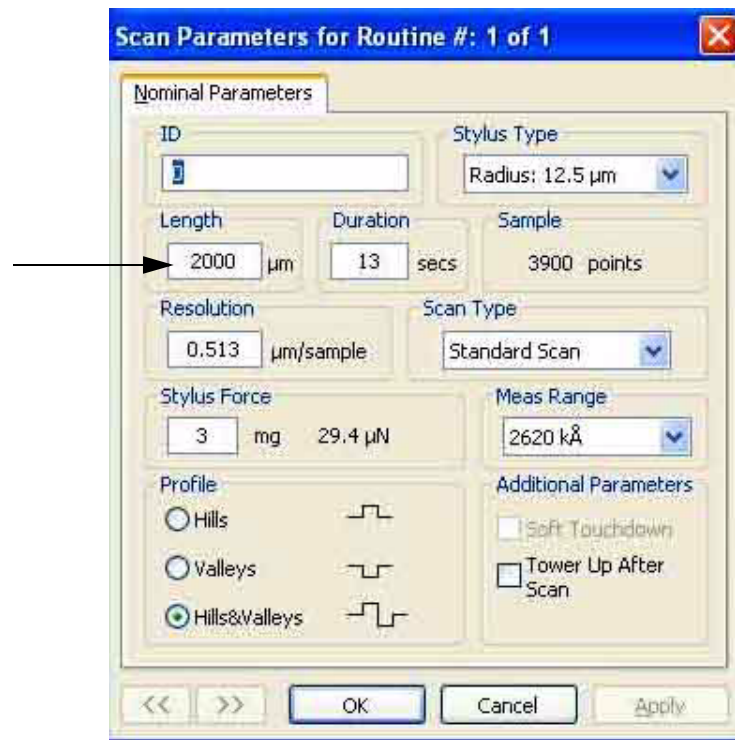 Scan Parameters for Routine #: 1 of 1
Nominal Parameters
ID
Stylus Type
Radius: 12.5 µm
Length
Duration
Sample
2000 µm
13 secs
3900 points
Resolution
Scan Type
0.513 µm/sample
Standard Scan
Stylus Force
Meas Range
3 mg 29.4 µN
2620 kÅ
Profile
Additional Parameters
Hills
Soft Touchdown
Valleys
Tower Up After
Scan
Hills&Valleys
<< >> OK Cancel Apply